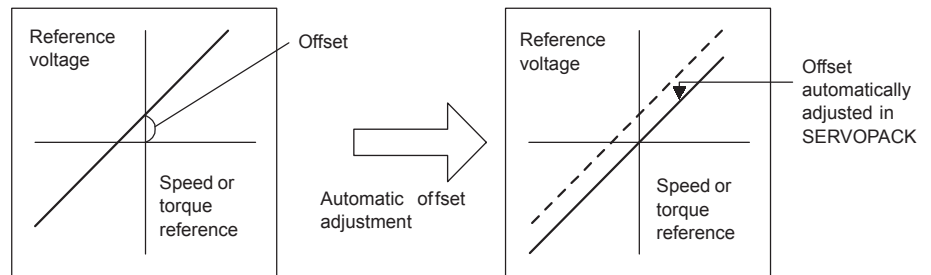 Reference
voltage
Offset
Speed or
torque
reference
Automatic offset
adjustment
Reference
voltage
Speed or
torque
reference
Offset
automatically
adjusted in
SERVOPACK